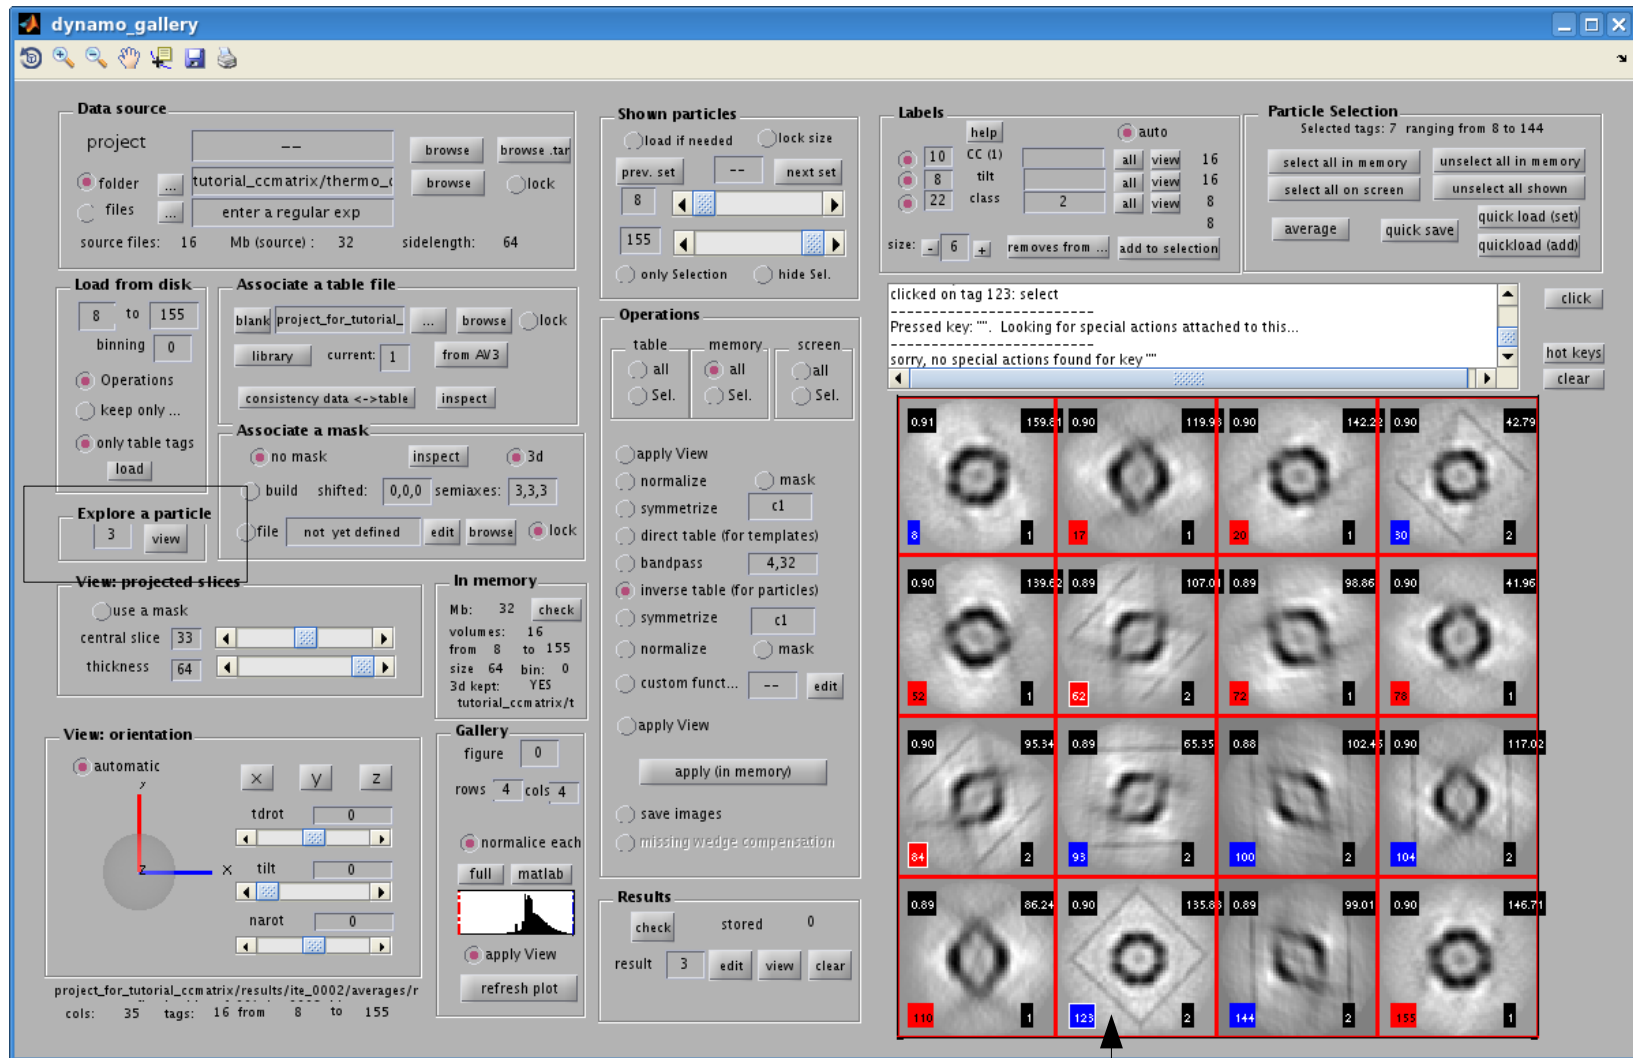 dynamo_gallery
Data source
project -- browse browse .tar
folder ... tutorial_ccmatrix/thermo_ browse lock
files ... enter a regular exp
source files: 16 Mb (source) : 32 sidelength: 64
Load from disk
8 to 155
binning 0
Operations
keep only ...
only table tags
load
Associate a table file
blank project_for_tutorial_ ... browse lock
library current: 1 from AV3
consistency data <->table inspect
Associate a mask
no mask inspect 3d
build shifted: 0,0,0 semiaxes: 3,3,3
file not yet defined edit browse lock
Explore a particle
3 view
View: projected slices
use a mask
central slice 33
thickness 64
In memory
Mb: 32 check
volumes: 16
from 8 to 155
size 64 bin: 0
3d kept: YES
tutorial_ccmatrix/t
View: orientation
automatic
x y z
y
z X
tdrot 0
tilt 0
narot 0
project_for_tutorial_ccmatrix/results/ite_0002/averages/r
cols: 35 tags: 16 from 8 to 155
Gallery
figure 0
rows 4 cols 4
normalice each
full matlab
apply View
refresh plot
Shown particles
load if needed lock size
prev. set -- next set
8
155
only Selection hide Sel.
Operations
table memory screen
all all all
Sel. Sel. Sel.
apply View
normalize mask
symmetrize c1
direct table (for templates)
bandpass 4,32
inverse table (for particles)
symmetrize c1
normalize mask
custom funct... -- edit
apply View
apply (in memory)
save images
missing wedge compensation
Results
check stored 0
result 3 edit view clear
Labels
help auto
10 CC (1) all view 16
8 tilt all view 16
22 class 2 all view 8
8
size: - 6 + removes from ... add to selection
Particle Selection
Selected tags: 7 ranging from 8 to 144
select all in memory unselect all in memory
select all on screen unselect all shown
average quick save quick load (set)
quickload (add)
clicked on tag 123: select
--------------------------
Pressed key: "". Looking for special actions attached to this...
--------------------------
sorry, no special actions found for key ""
click
hot keys
clear
0.91 159.81 0.90 119.93 0.90 142.22 0.90 42.79
8 1 17 1 20 1 30 2
0.90 139.62 0.89 107.01 0.89 98.86 0.90 41.96
52 1 62 2 72 1 78 1
0.90 95.34 0.89 65.35 0.88 102.45 0.90 117.02
84 2 93 2 100 2 104 2
0.89 86.24 0.90 135.83 0.89 99.01 0.90 146.71
110 1 123 2 144 2 155 1